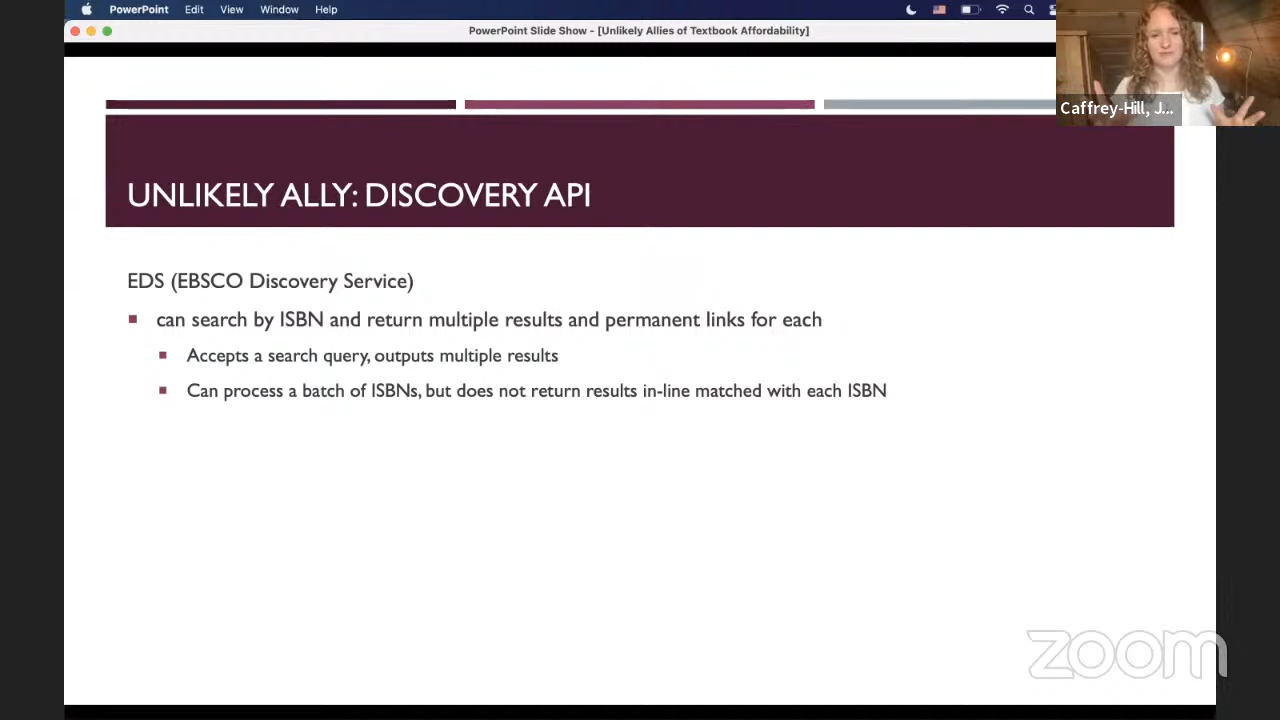 PowerPoint Edit View Window Help
PowerPoint Slide Show - [Unlikely Allies of Textbook Affordability]
Caffrey-Hill, J...
UNLIKELY ALLY: DISCOVERY API
EDS (EBSCO Discovery Service)
can search by ISBN and return multiple results and permanent links for each
Accepts a search query, outputs multiple results
Can process a batch of ISBNs, but does not return results in-line matched with each ISBN
zoom